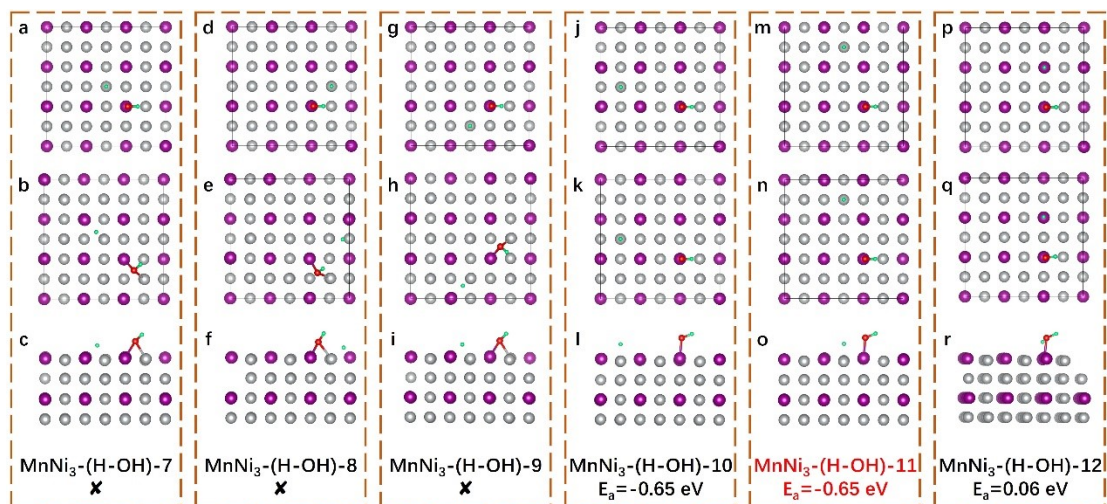 a
d
g
j
m
p
b
e
h
k
n
q
c
f
i
l
o
r
MnNi₃-(H-OH)-7
✘
MnNi₃-(H-OH)-8
✘
MnNi₃-(H-OH)-9
✘
MnNi₃-(H-OH)-10
Eₐ=-0.65 eV
MnNi₃-(H-OH)-11
Eₐ=-0.65 eV
MnNi₃-(H-OH)-12
Eₐ=0.06 eV